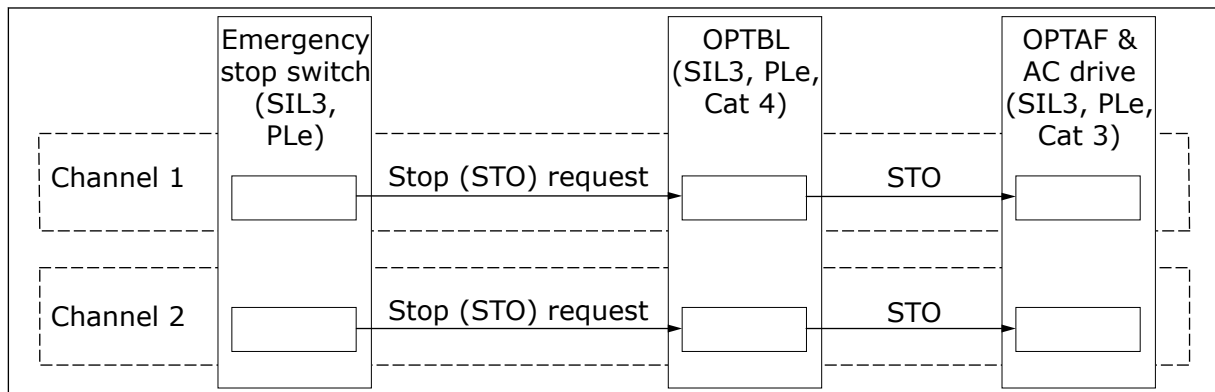 Emergency
stop switch
(SIL3,
PLe)
OPTBL
(SIL3, PLe,
Cat 4)
OPTAF &
AC drive
(SIL3, PLe,
Cat 3)
Channel 1
Stop (STO) request
STO
Channel 2
Stop (STO) request
STO